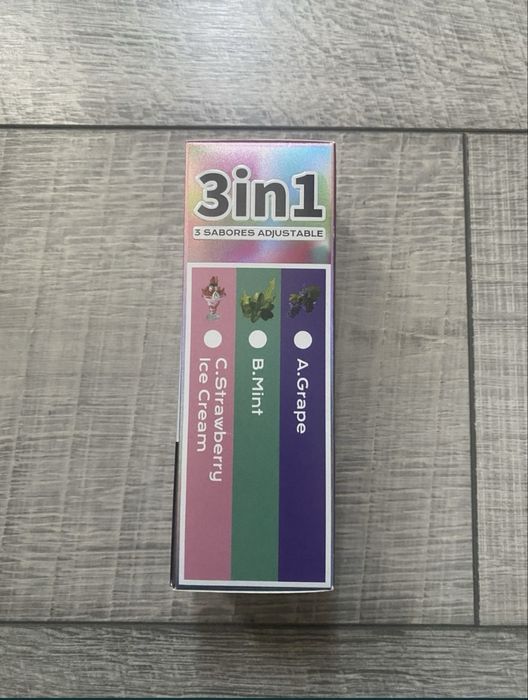 3in1
3 SABORES ADJUSTABLE
A.Grape
B.Mint
C.Strawberry
Ice Cream